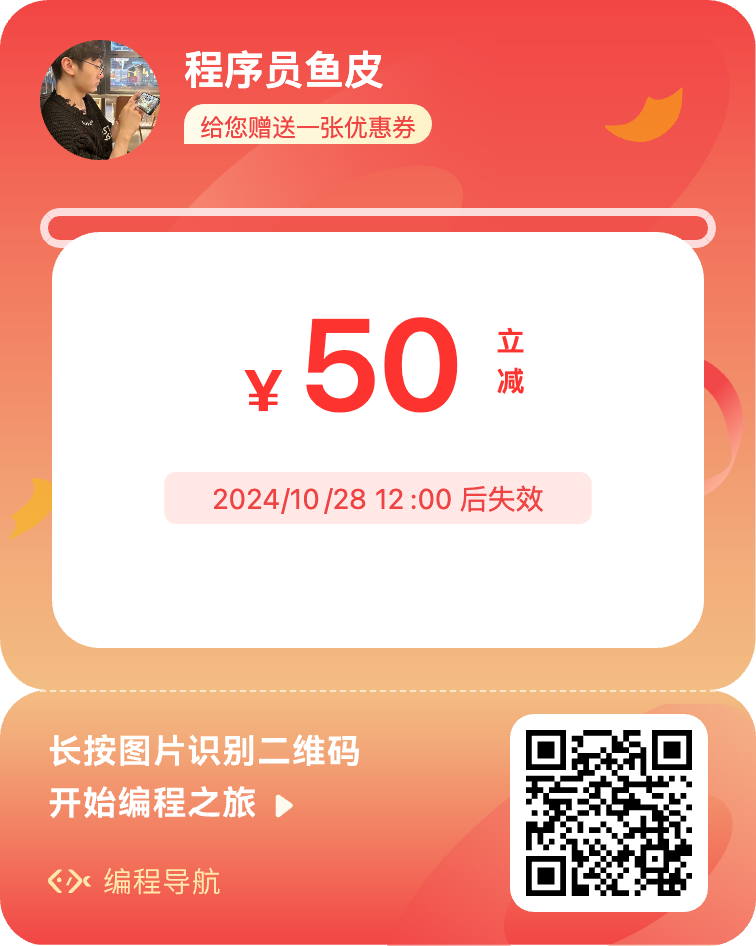 程序员鱼皮
给您赠送一张优惠券
¥ 50 立减
2024/10/28 12:00 后失效
长按图片识别二维码
开始编程之旅
编程导航